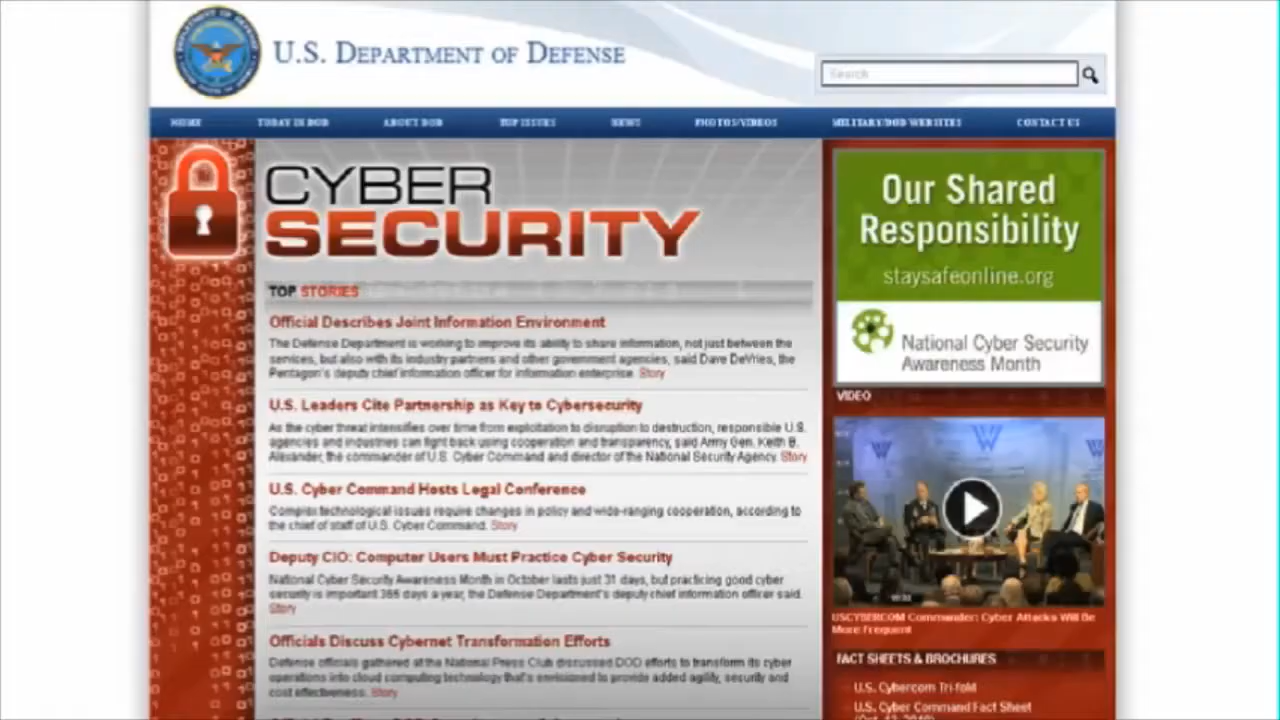 U.S. DEPARTMENT OF DEFENSE
Search
HOME TODAY IN DOD ABOUT DOD TOP ISSUES NEWS PHOTOS/VIDEOS MILITARY/DOD WEBSITES CONTACT US
CYBER
SECURITY
TOP STORIES
Official Describes Joint Information Environment
The Defense Department is working to improve its ability to share information, not just between the
services, but also with its industry partners and other government agencies, said Dave DeVries, the
Pentagon's deputy chief information officer for information enterprise. Story
U.S. Leaders Cite Partnership as Key to Cybersecurity
As the cyber threat intensifies over time from exploitation to disruption to destruction, responsible U.S.
agencies and industries can fight back using cooperation and transparency, said Army Gen. Keith B.
Alexander, the commander of U.S. Cyber Command and director of the National Security Agency. Story
U.S. Cyber Command Hosts Legal Conference
Complex technological issues require changes in policy and wide-ranging cooperation, according to
the chief of staff of U.S. Cyber Command. Story
Deputy CIO: Computer Users Must Practice Cyber Security
National Cyber Security Awareness Month in October lasts just 31 days, but practicing good cyber
security is important 365 days a year, the Defense Department's deputy chief information officer said.
Story
Officials Discuss Cybernet Transformation Efforts
Defense officials gathered at the National Press Club discussed DOD efforts to transform its cyber
operations into cloud computing technology that's envisioned to provide added agility, security and
cost effectiveness. Story
Our Shared
Responsibility
staysafeonline.org
National Cyber Security
Awareness Month
VIDEO
W
USCYBERCOM Commander: Cyber Attacks Will Be
More Frequent
FACT SHEETS & BROCHURES
U.S. Cybercom Tri-fold
U.S. Cyber Command Fact Sheet